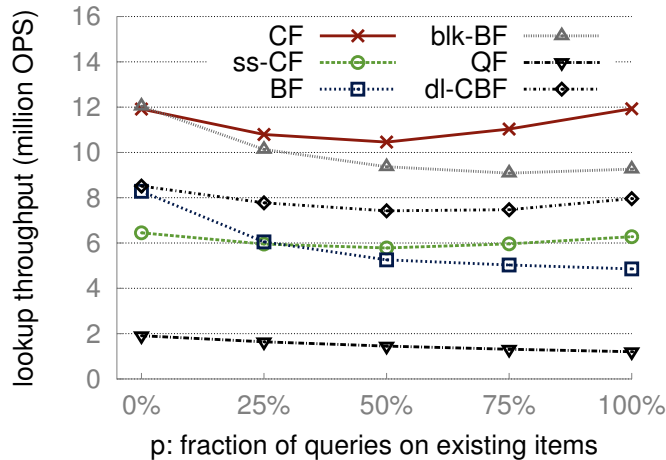 lookup throughput (million OPS)
16
14
12
10
8
6
4
2
0
CF
ss-CF
BF
blk-BF
QF
dl-CBF
0% 25% 50% 75% 100%
p: fraction of queries on existing items